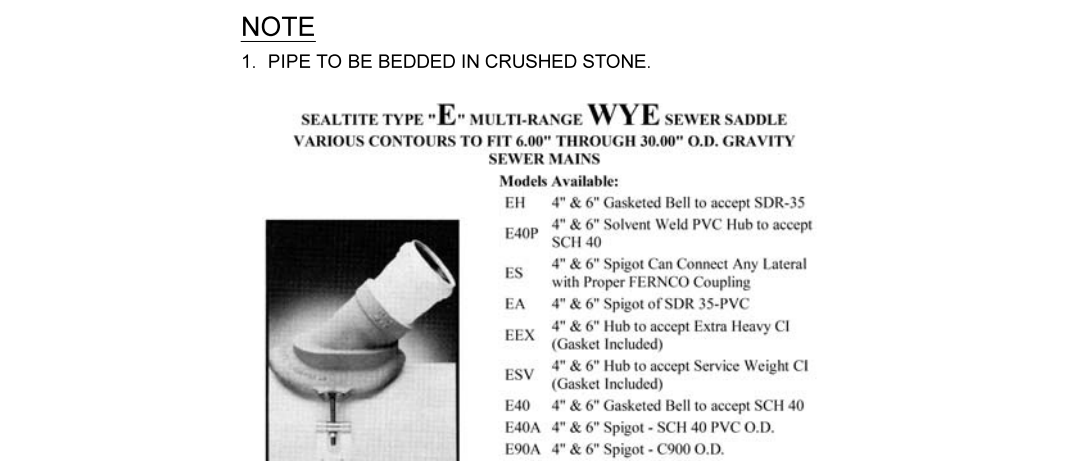 NOTE
1. PIPE TO BE BEDDED IN CRUSHED STONE.
SEALTITE TYPE "E" MULTI-RANGE WYE SEWER SADDLE
VARIOUS CONTOURS TO FIT 6.00" THROUGH 30.00" O.D. GRAVITY
SEWER MAINS
Models Available:
EH 4" & 6" Gasketed Bell to accept SDR-35
E40P 4" & 6" Solvent Weld PVC Hub to accept
SCH 40
ES 4" & 6" Spigot Can Connect Any Lateral
with Proper FERNCO Coupling
EA 4" & 6" Spigot of SDR 35-PVC
EEX 4" & 6" Hub to accept Extra Heavy CI
(Gasket Included)
ESV 4" & 6" Hub to accept Service Weight CI
(Gasket Included)
E40 4" & 6" Gasketed Bell to accept SCH 40
E40A 4" & 6" Spigot - SCH 40 PVC O.D.
E90A 4" & 6" Spigot - C900 O.D.